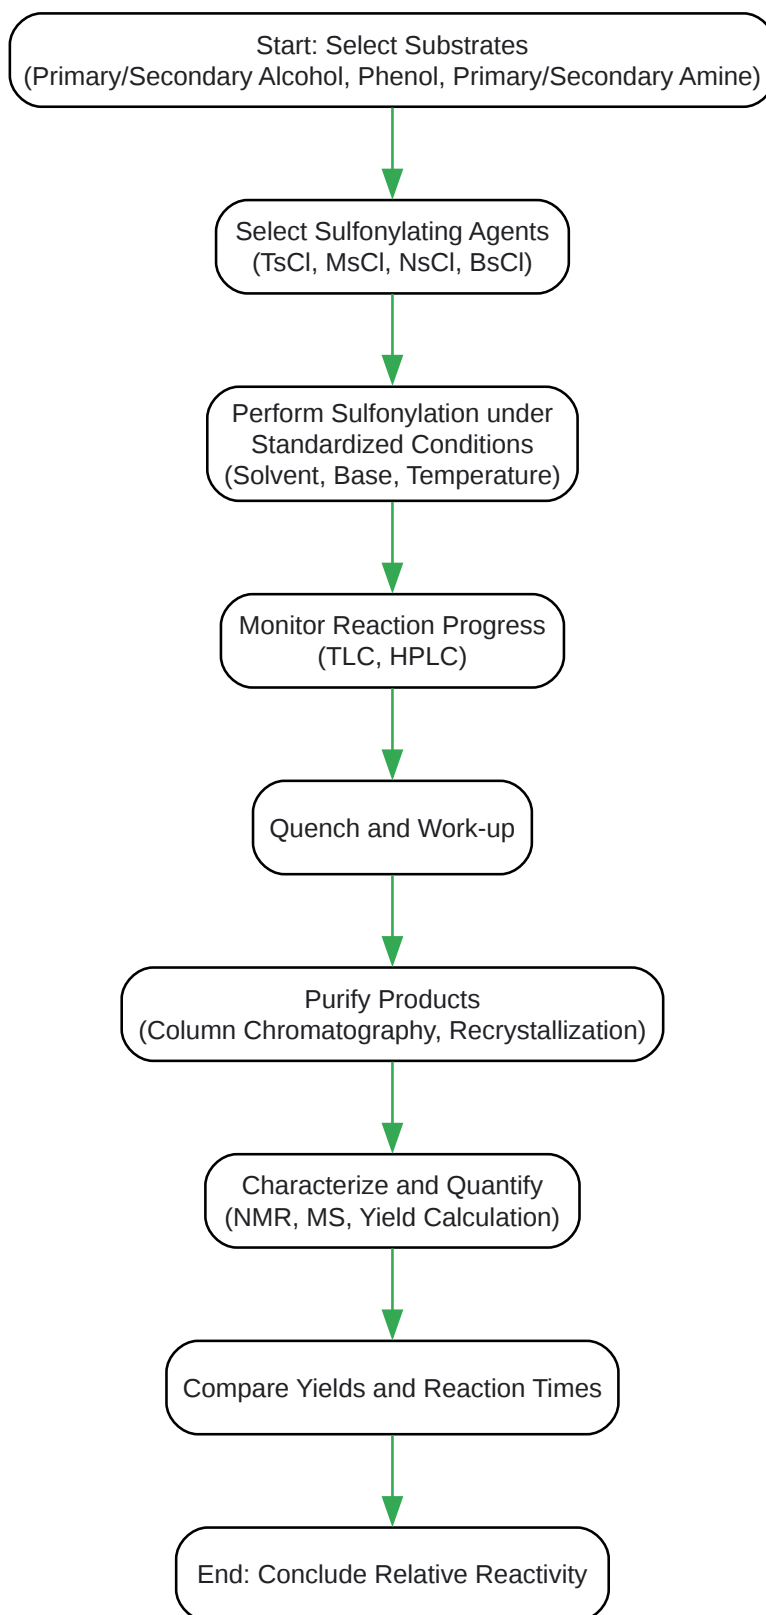 Start: Select Substrates
(Primary/Secondary Alcohol, Phenol, Primary/Secondary Amine)
Select Sulfonylating Agents
(TsCl, MsCl, NsCl, BsCl)
Perform Sulfonylation under
Standardized Conditions
(Solvent, Base, Temperature)
Monitor Reaction Progress
(TLC, HPLC)
Quench and Work-up
Purify Products
(Column Chromatography, Recrystallization)
Characterize and Quantify
(NMR, MS, Yield Calculation)
Compare Yields and Reaction Times
End: Conclude Relative Reactivity